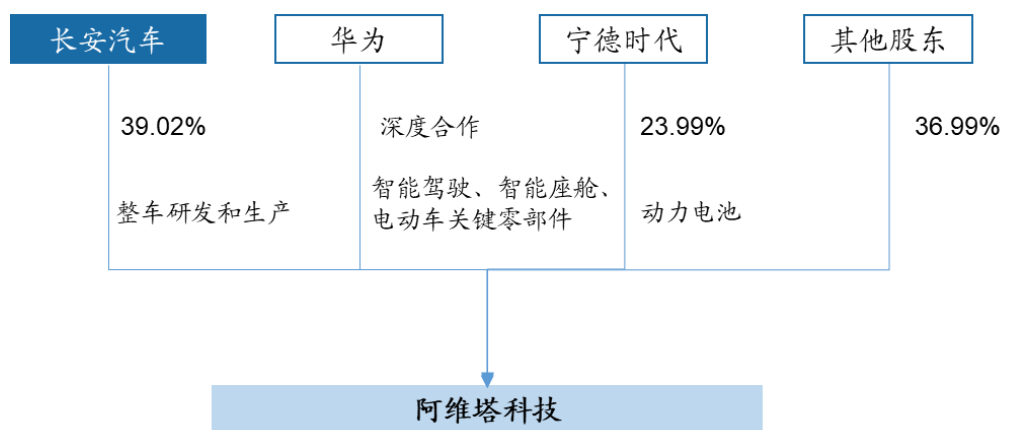 长安汽车
华为
宁德时代
其他股东
39.02%
深度合作
23.99%
36.99%
整车研发和生产
智能驾驶、智能座舱、
电动车关键零部件
动力电池
阿维塔科技